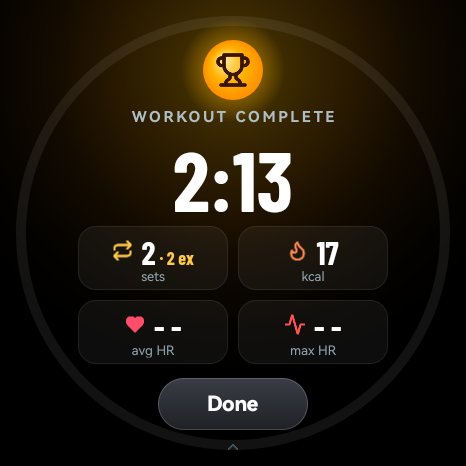 WORKOUT COMPLETE
2:13
2 · 2 ex
sets
17
kcal
--
avg HR
--
max HR
Done